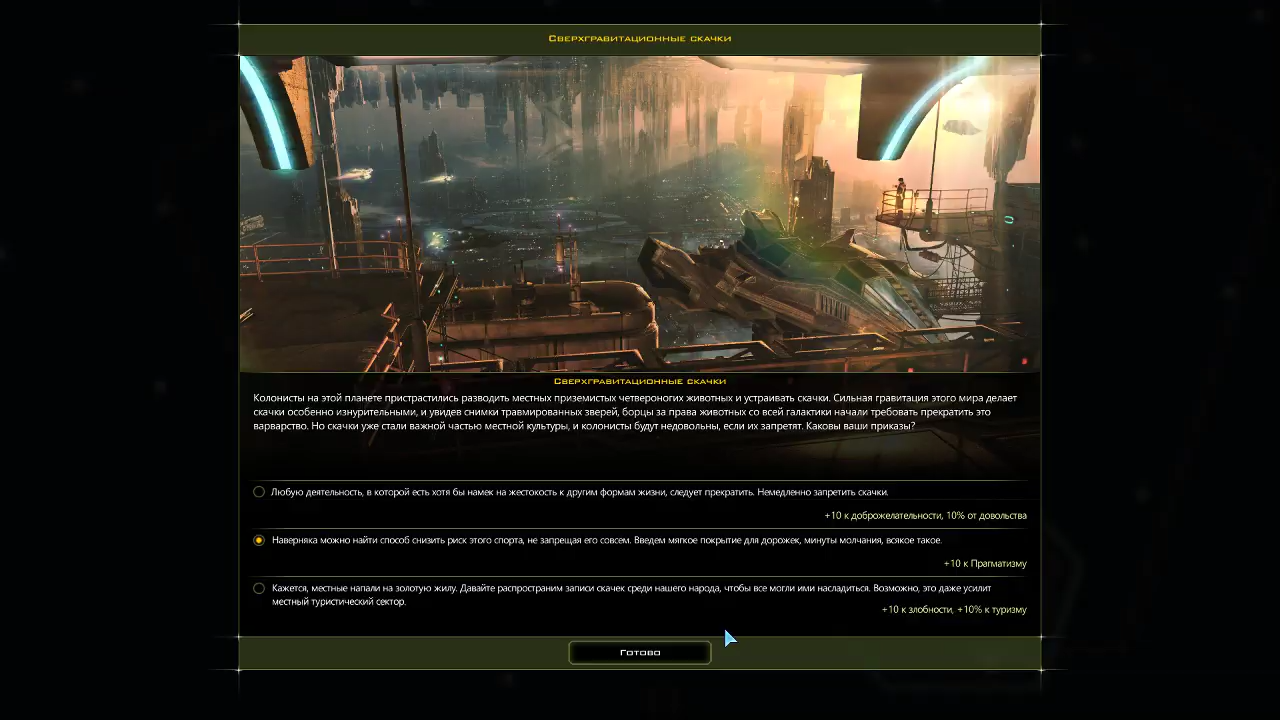 Сверхгравитационные скачки
Сверхгравитационные скачки
Колонисты на этой планете пристрастились разводить местных приземистых четвероногих животных и устраивать скачки. Сильная гравитация этого мира делает
скачки особенно изнурительными, и увидев снимки травмированных зверей, борцы за права животных со всей галактики начали требовать прекратить это
варварство. Но скачки уже стали важной частью местной культуры, и колонисты будут недовольны, если их запретят. Каковы ваши приказы?
Любую деятельность, в которой есть хотя бы намек на жестокость к другим формам жизни, следует прекратить. Немедленно запретить скачки.
+10 к доброжелательности, 10% от довольства
Наверняка можно найти способ снизить риск этого спорта, не запрещая его совсем. Введем мягкое покрытие для дорожек, минуты молчания, всякое такое.
+10 к Прагматизму
Кажется, местные напали на золотую жилу. Давайте распространим записи скачек среди нашего народа, чтобы все могли ими насладиться. Возможно, это даже усилит
местный туристический сектор.
+10 к злобности, +10% к туризму
Готово